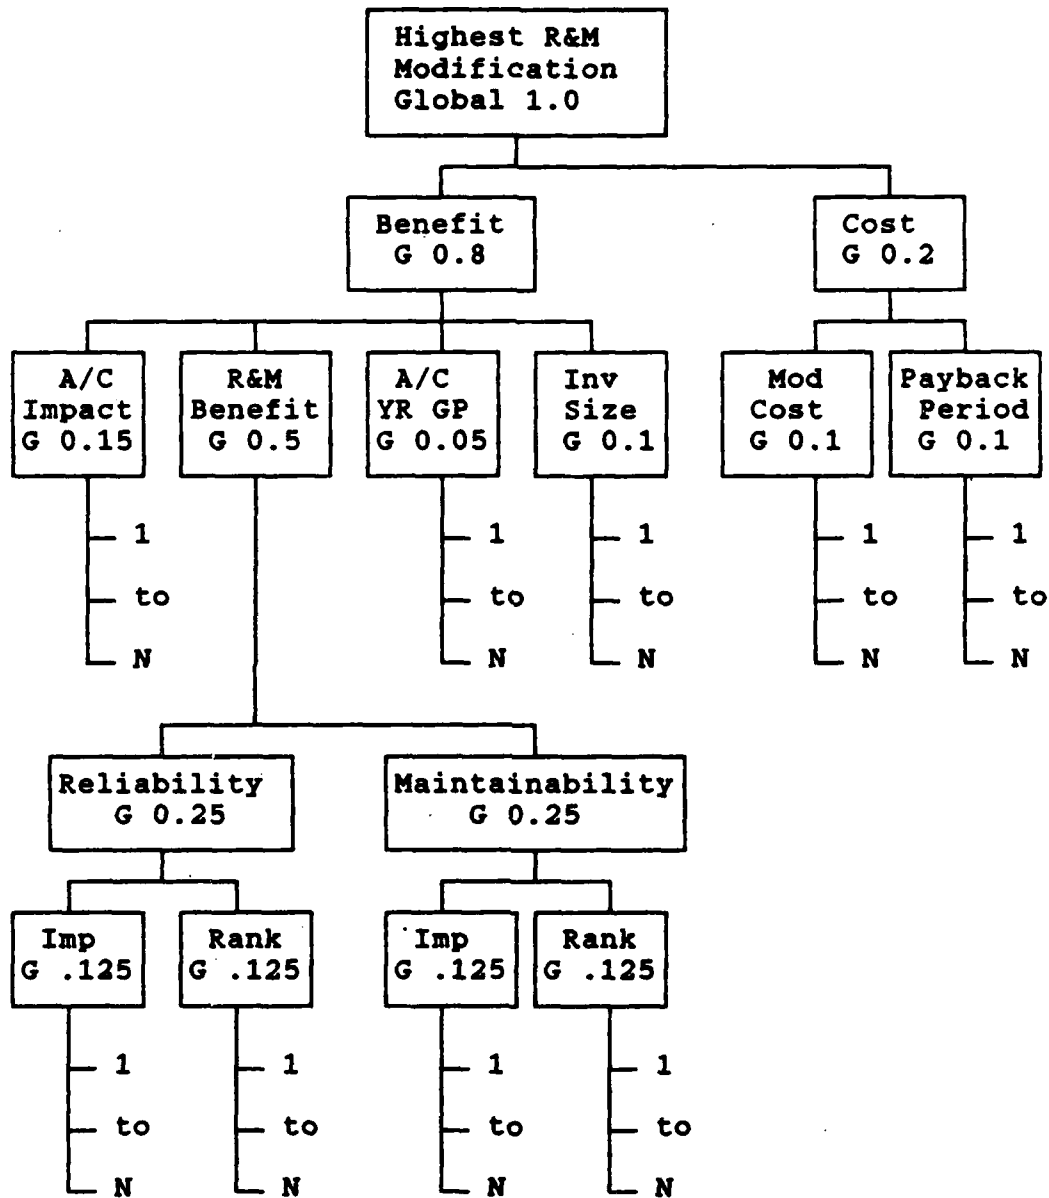 Highest R&M
Modification
Global 1.0
Benefit
G 0.8
Cost
G 0.2
A/C
Impact
G 0.15
R&M
Benefit
G 0.5
A/C
YR GP
G 0.05
Inv
Size
G 0.1
Mod
Cost
G 0.1
Payback
Period
G 0.1
1
to
N
1
to
N
1
to
N
1
to
N
1
to
N
Reliability
G 0.25
Maintainability
G 0.25
Imp
G .125
Rank
G .125
Imp
G .125
Rank
G .125
1
to
N
1
to
N
1
to
N
1
to
N